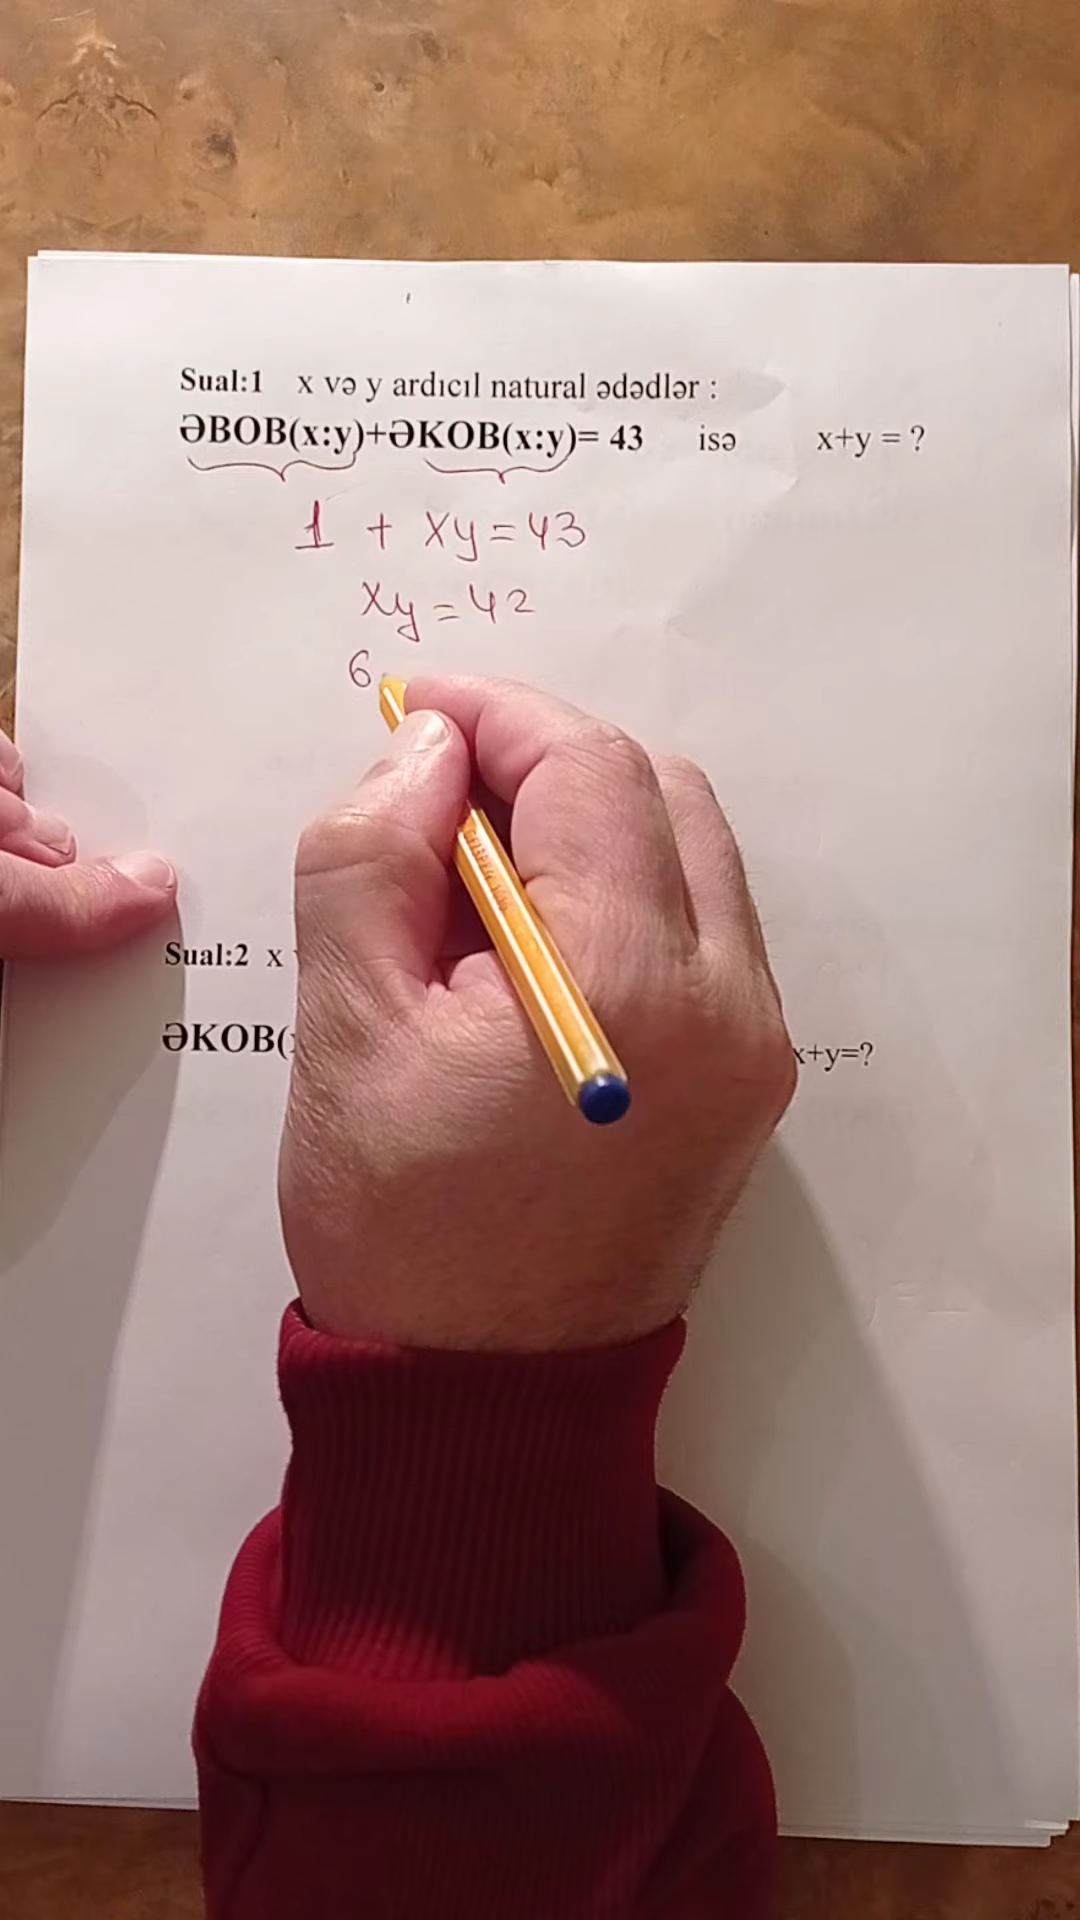 Sual:1 x və y ardıcıl natural ədədlər :
ƏBOB(x:y)+ƏKOB(x:y)= 43 isə x+y = ?
1 + xy = 43
xy = 42
6
Sual:2 x
ƏKOB( x+y=?